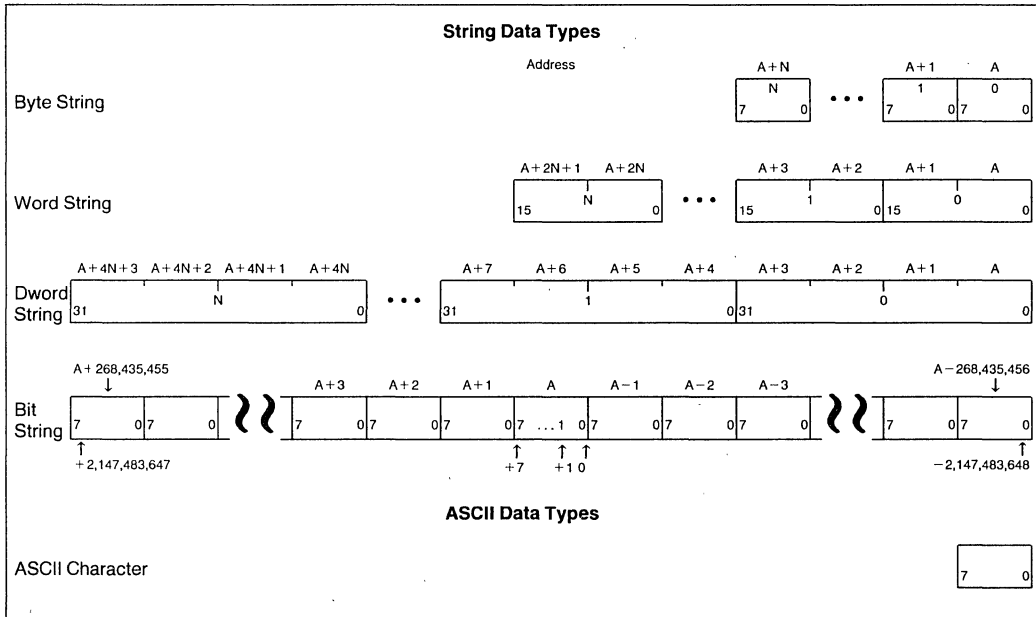 String Data Types
Address
A+N A+1 A
Byte String
N 1 0
7 0 7 0 7 0
A+2N+1 A+2N A+3 A+2 A+1 A
Word String
N 1 0
15 0 15 0 15 0
A+4N+3 A+4N+2 A+4N+1 A+4N A+7 A+6 A+5 A+4 A+3 A+2 A+1 A
Dword
String
N 1 0
31 0 31 0 31 0
A+268,435,455 A−268,435,456
A+3 A+2 A+1 A A−1 A−2 A−3
Bit
String
7 0 7 0 7 0 7 0 7 0 7 ...1 0 7 0 7 0 7 0 7 0 7 0
+2,147,483,647 +7 +1 0 −2,147,483,648
ASCII Data Types
ASCII Character
7 0